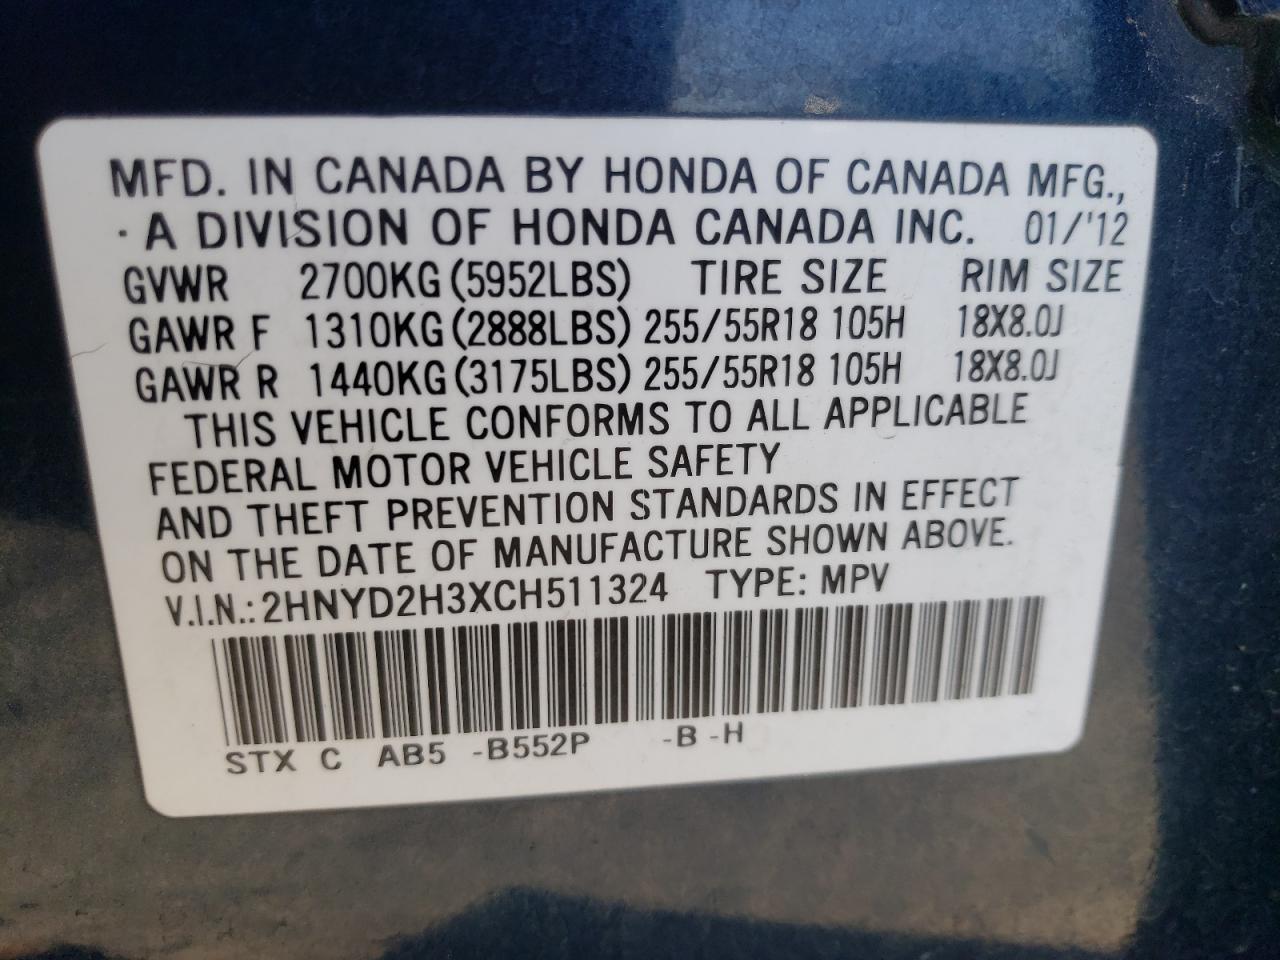 MFD. IN CANADA BY HONDA OF CANADA MFG.,
· A DIVISION OF HONDA CANADA INC. 01/'12
GVWR 2700KG (5952LBS) TIRE SIZE RIM SIZE
GAWR F 1310KG (2888LBS) 255/55R18 105H 18X8.0J
GAWR R 1440KG (3175LBS) 255/55R18 105H 18X8.0J
THIS VEHICLE CONFORMS TO ALL APPLICABLE
FEDERAL MOTOR VEHICLE SAFETY
AND THEFT PREVENTION STANDARDS IN EFFECT
ON THE DATE OF MANUFACTURE SHOWN ABOVE.
V.I.N.: 2HNYD2H3XCH511324 TYPE: MPV
STX C AB5 -B552P -B -H